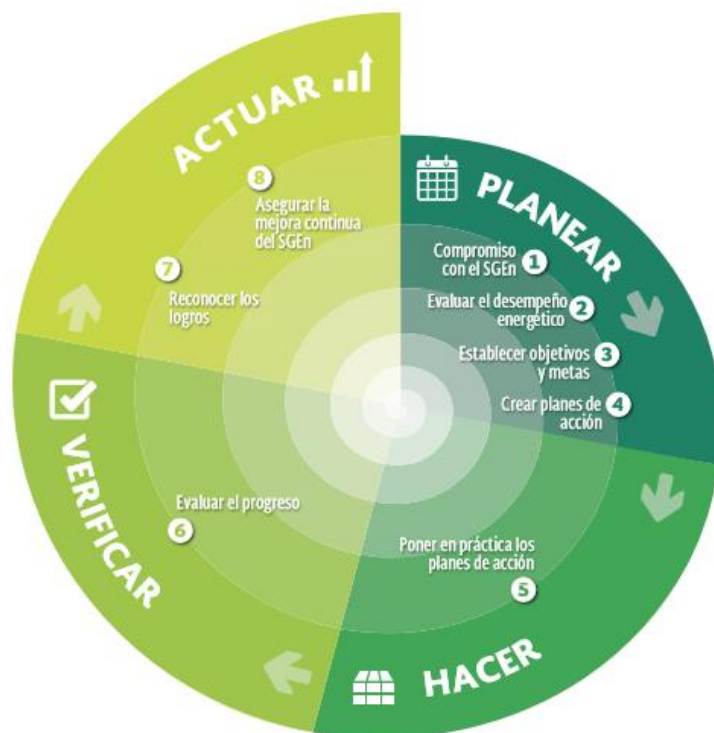 PLANEAR
Compromiso
con el SGEn
1
Evaluar el desempeño
energético
2
Establecer objetivos
y metas
3
Crear planes de
acción
4
HACER
Poner en práctica los
planes de acción
5
VERIFICAR
Evaluar el progreso
6
ACTUAR
7
Reconocer los
logros
8
Asegurar la
mejora continua
del SGEn